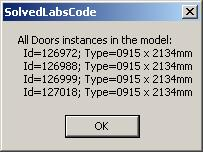 SolvedLabsCode
All Doors instances in the model:
Id=126972; Type=0915 x 2134mm
Id=126988; Type=0915 x 2134mm
Id=126999; Type=0915 x 2134mm
Id=127018; Type=0915 x 2134mm
OK